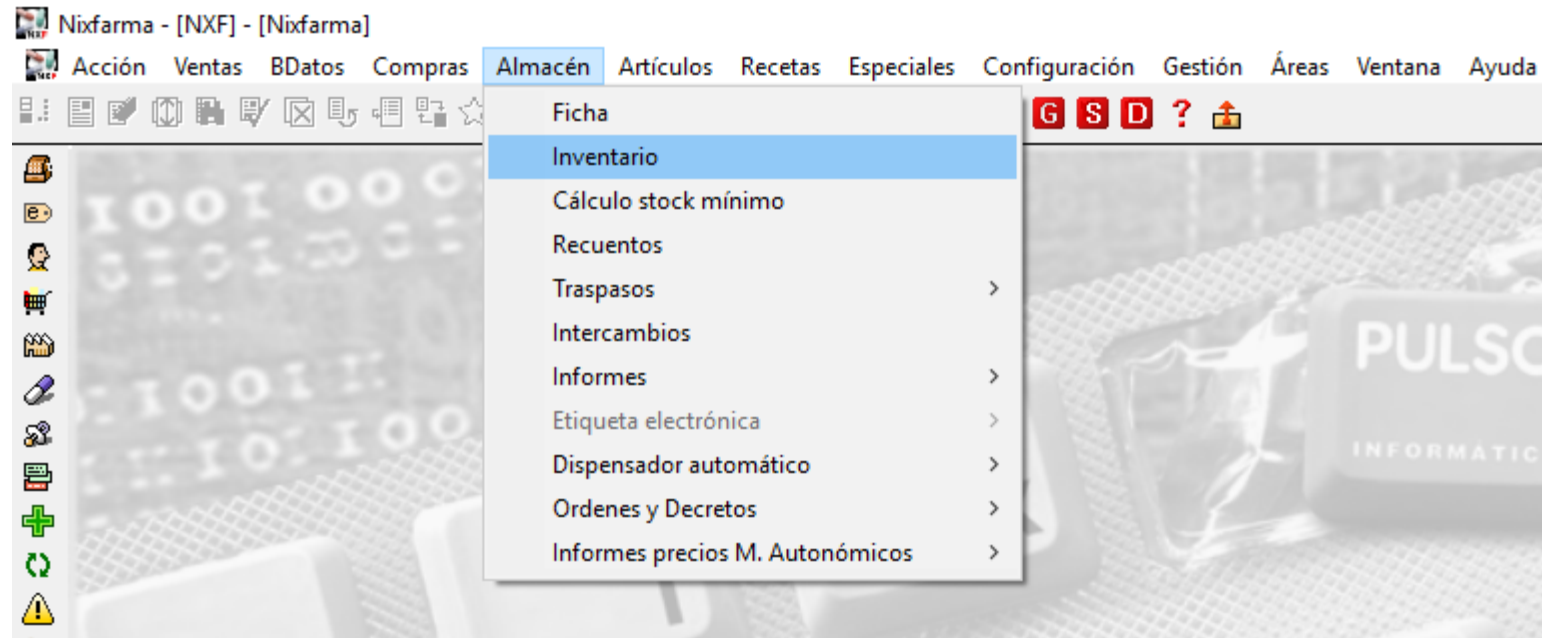 Nixfarma - [NXF] - [Nixfarma]
Acción Ventas BDatos Compras Almacén Artículos Recetas Especiales Configuración Gestión Áreas Ventana Ayuda
G S D ?
Ficha
Inventario
Cálculo stock mínimo
Recuentos
Traspasos
Intercambios
Informes
Etiqueta electrónica
Dispensador automático
Ordenes y Decretos
Informes precios M. Autonómicos
PULSO
INFORMATIC